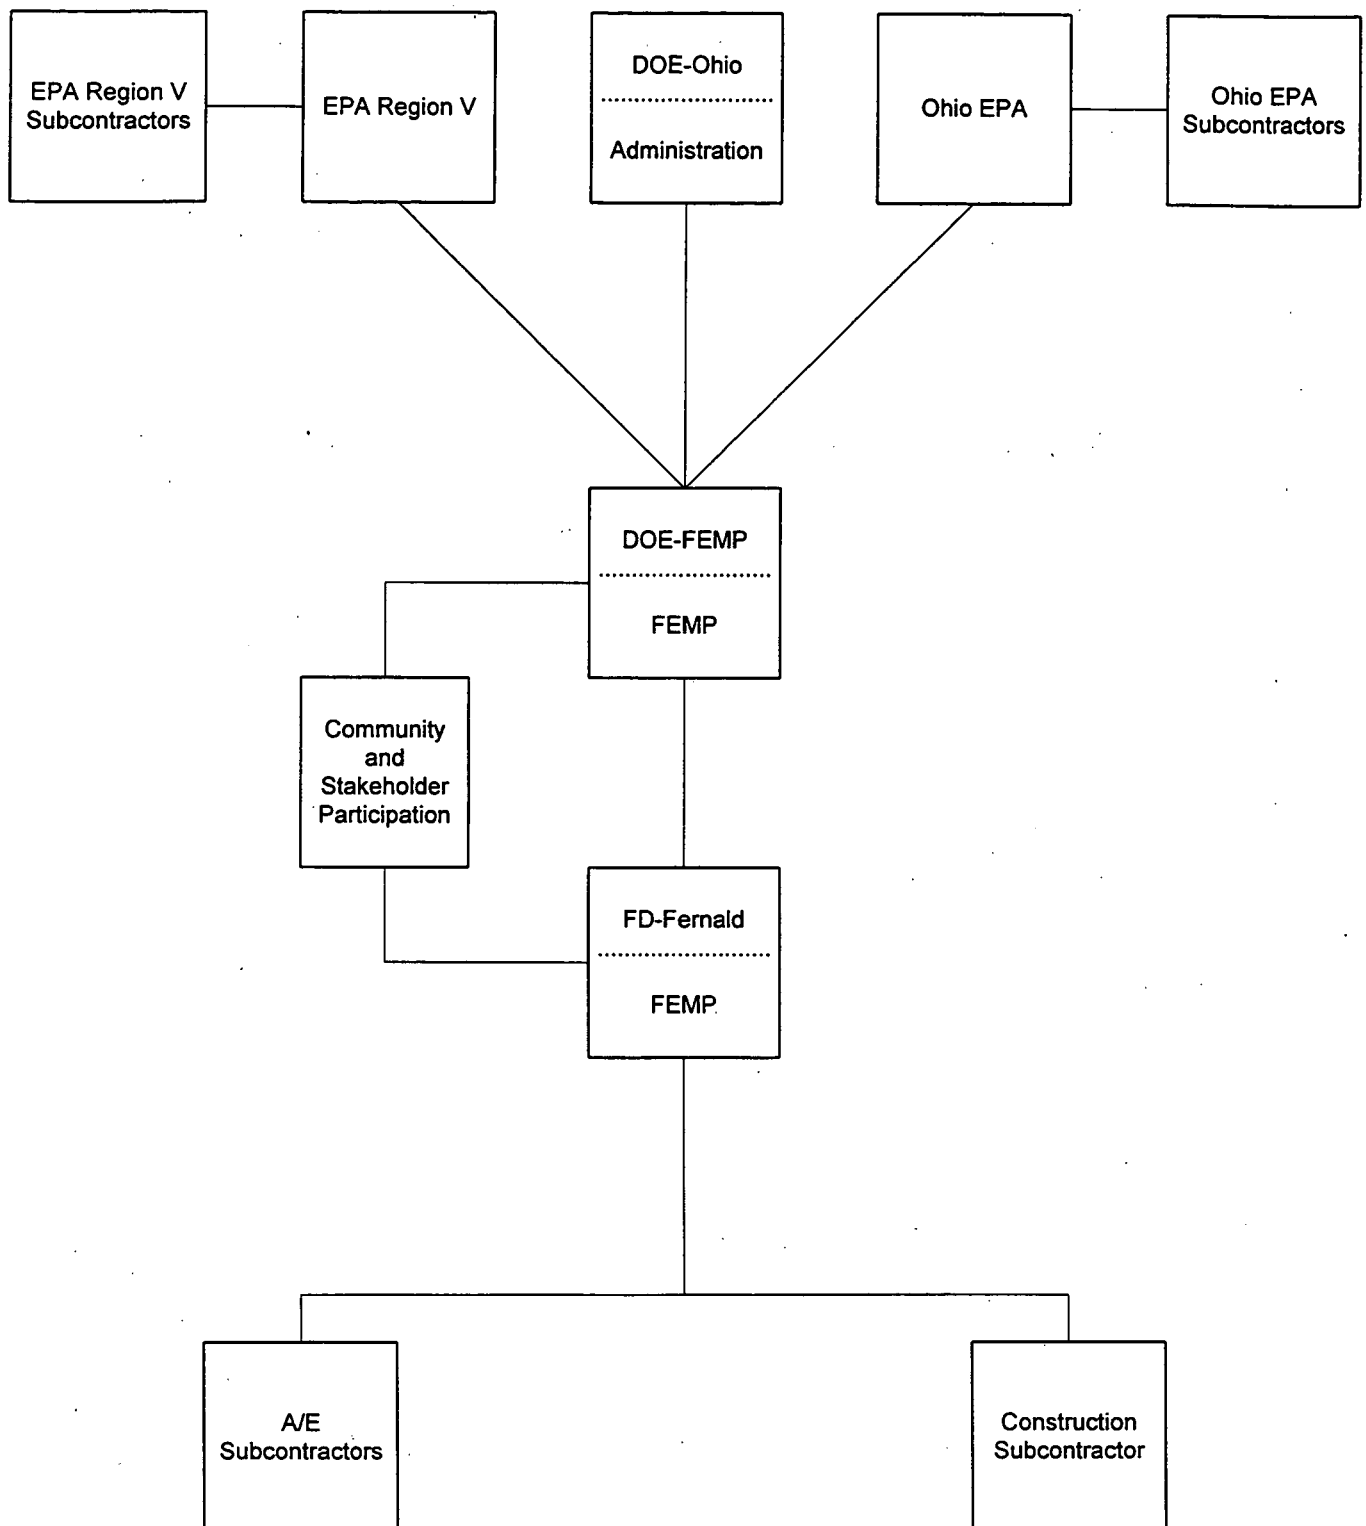 EPA Region V
Subcontractors
EPA Region V
DOE-Ohio
Administration
Ohio EPA
Ohio EPA
Subcontractors
DOE-FEMP
FEMP
Community
and
Stakeholder
Participation
FD-Fernald
FEMP
A/E
Subcontractors
Construction
Subcontractor